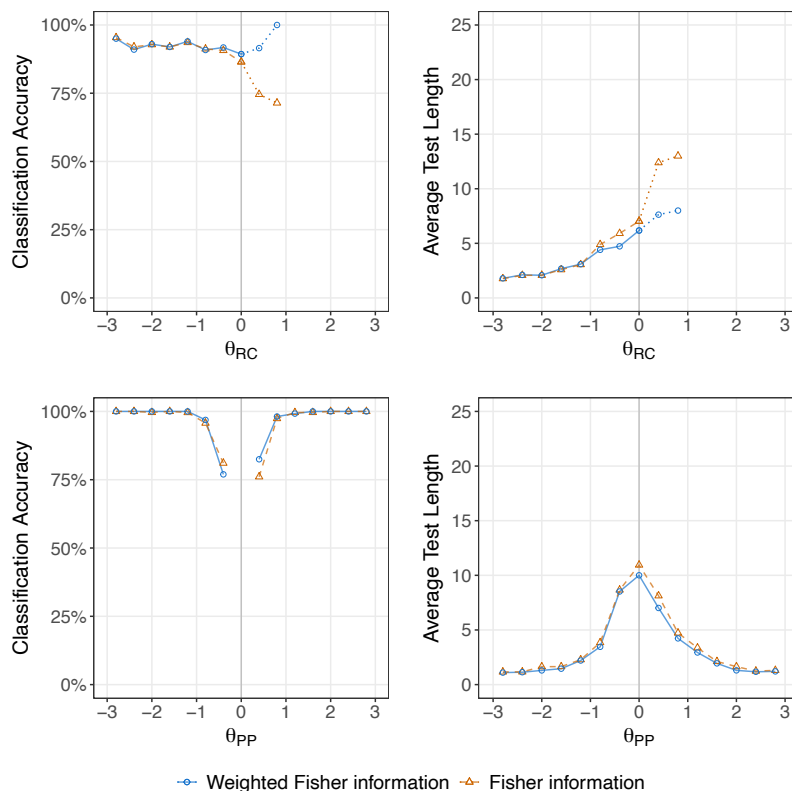 Classification Accuracy
100%
75%
50%
25%
0%
−3 −2 −1 0 1 2 3
θRC
Average Test Length
25
20
15
10
5
0
−3 −2 −1 0 1 2 3
θRC
Classification Accuracy
100%
75%
50%
25%
0%
−3 −2 −1 0 1 2 3
θPP
Average Test Length
25
20
15
10
5
0
−3 −2 −1 0 1 2 3
θPP
Weighted Fisher information Fisher information